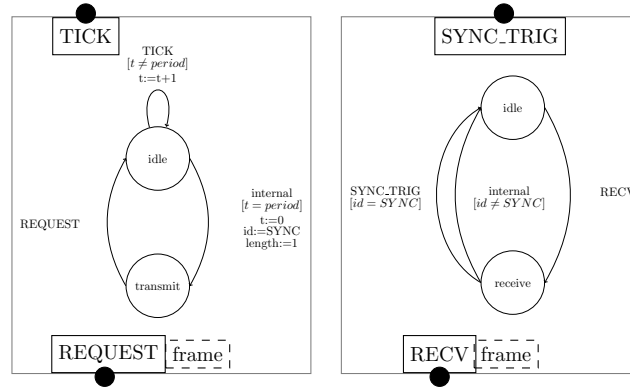 TICK
TICK
[t ≠ period]
t:=t+1
idle
internal
[t = period]
t:=0
id:=SYNC
length:=1
REQUEST
transmit
REQUEST frame
SYNC_TRIG
idle
SYNC_TRIG
[id = SYNC]
internal
[id ≠ SYNC]
RECV
receive
RECV frame